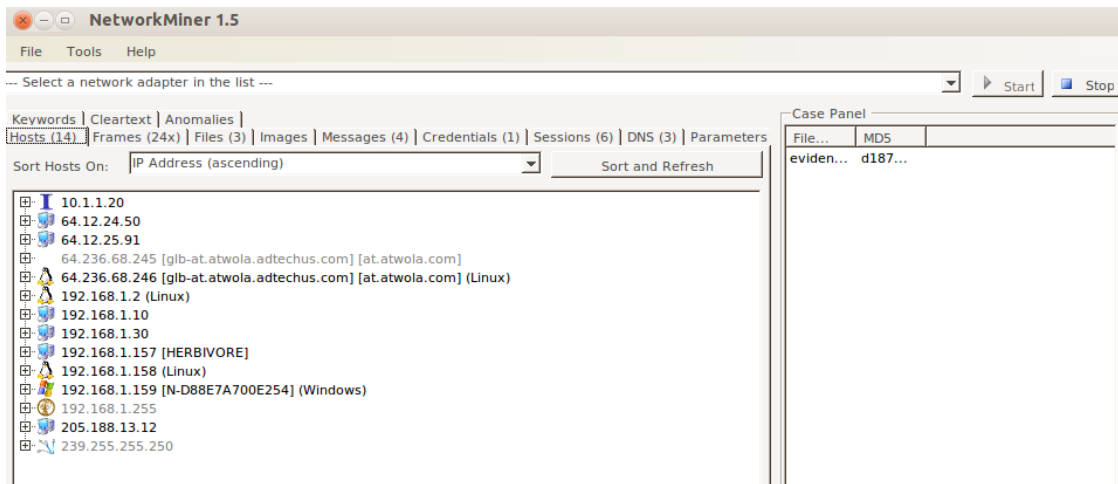 NetworkMiner 1.5
File Tools Help
--- Select a network adapter in the list ---
Start
Stop
Keywords Cleartext Anomalies
Hosts (14) Frames (24x) Files (3) Images Messages (4) Credentials (1) Sessions (6) DNS (3) Parameters
Sort Hosts On: IP Address (ascending) Sort and Refresh
10.1.1.20
64.12.24.50
64.12.25.91
64.236.68.245 [glb-at.atwola.adtechus.com] [at.atwola.com]
64.236.68.246 [glb-at.atwola.adtechus.com] [at.atwola.com] (Linux)
192.168.1.2 (Linux)
192.168.1.10
192.168.1.30
192.168.1.157 [HERBIVORE]
192.168.1.158 (Linux)
192.168.1.159 [N-D88E7A700E254] (Windows)
192.168.1.255
205.188.13.12
239.255.255.250
Case Panel
File... MD5
eviden... d187...